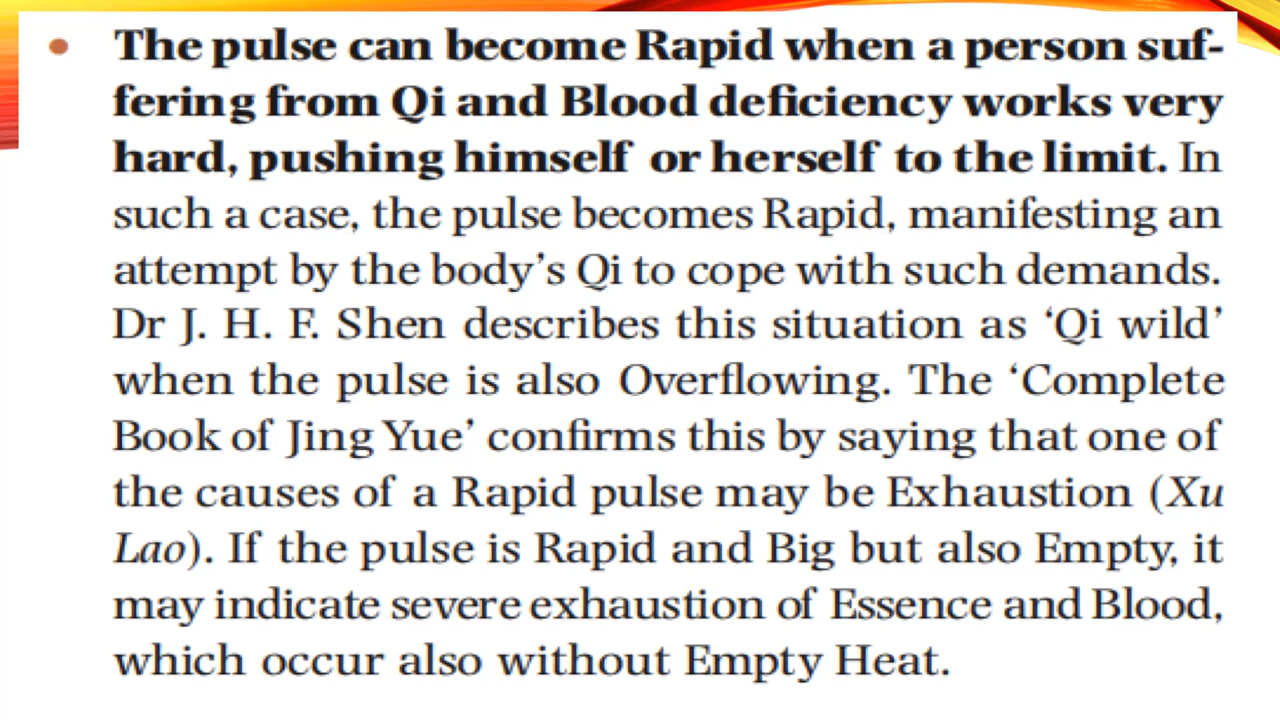 • The pulse can become Rapid when a person suf-
fering from Qi and Blood deficiency works very
hard, pushing himself or herself to the limit. In
such a case, the pulse becomes Rapid, manifesting an
attempt by the body’s Qi to cope with such demands.
Dr J. H. F. Shen describes this situation as ‘Qi wild’
when the pulse is also Overflowing. The ‘Complete
Book of Jing Yue’ confirms this by saying that one of
the causes of a Rapid pulse may be Exhaustion (Xu
Lao). If the pulse is Rapid and Big but also Empty, it
may indicate severe exhaustion of Essence and Blood,
which occur also without Empty Heat.